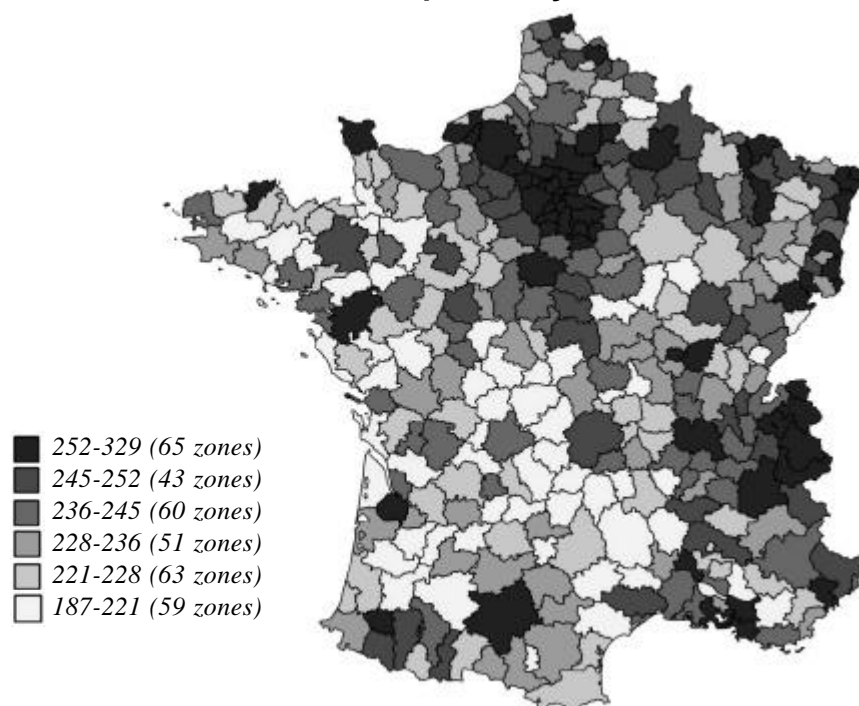 252-329 (65 zones)
245-252 (43 zones)
236-245 (60 zones)
228-236 (51 zones)
221-228 (63 zones)
187-221 (59 zones)